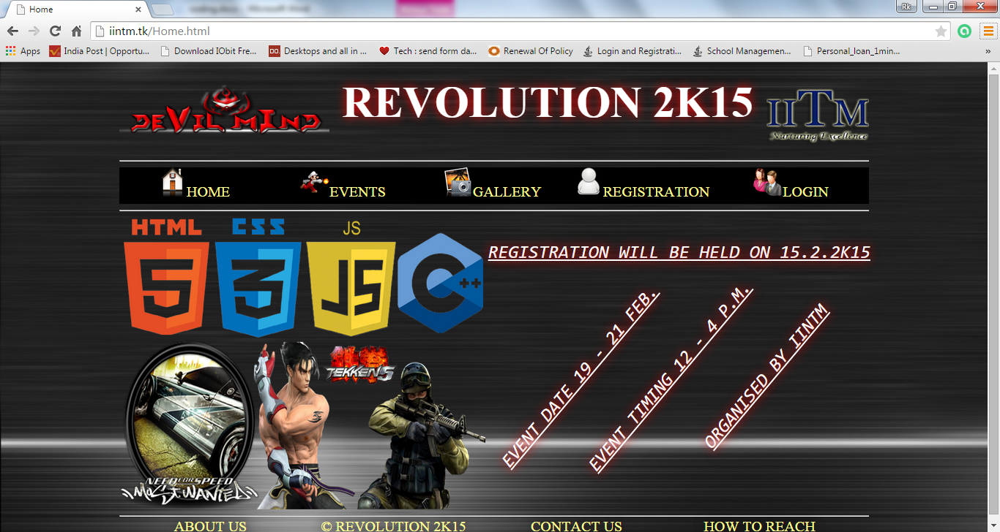 Home
Rk
iintm.tk/Home.html
Apps
India Post | Opportu...
Download IObit Fre...
DO.
Desktops and all in ...
Tech : send form da...
Renewal Of Policy
Login and Registrati...
School Managemen...
Personal_loan_1min...
»
DEVIL MIND
REVOLUTION 2K15
IITM
Nurturing Excellence
HOME
EVENTS
GALLERY
REGISTRATION
LOGIN
HTML
CSS
JS
5
3
JS
C++
REGISTRATION WILL BE HELD ON 15.2.2K15
EVENT DATE 19 - 21 FEB.
EVENT TIMING 12 - 4 P.M.
ORGANISED BY IINTM
TEKKEN 5
NEED FOR SPEED
MOST WANTED
ABOUT US
© REVOLUTION 2K15
CONTACT US
HOW TO REACH